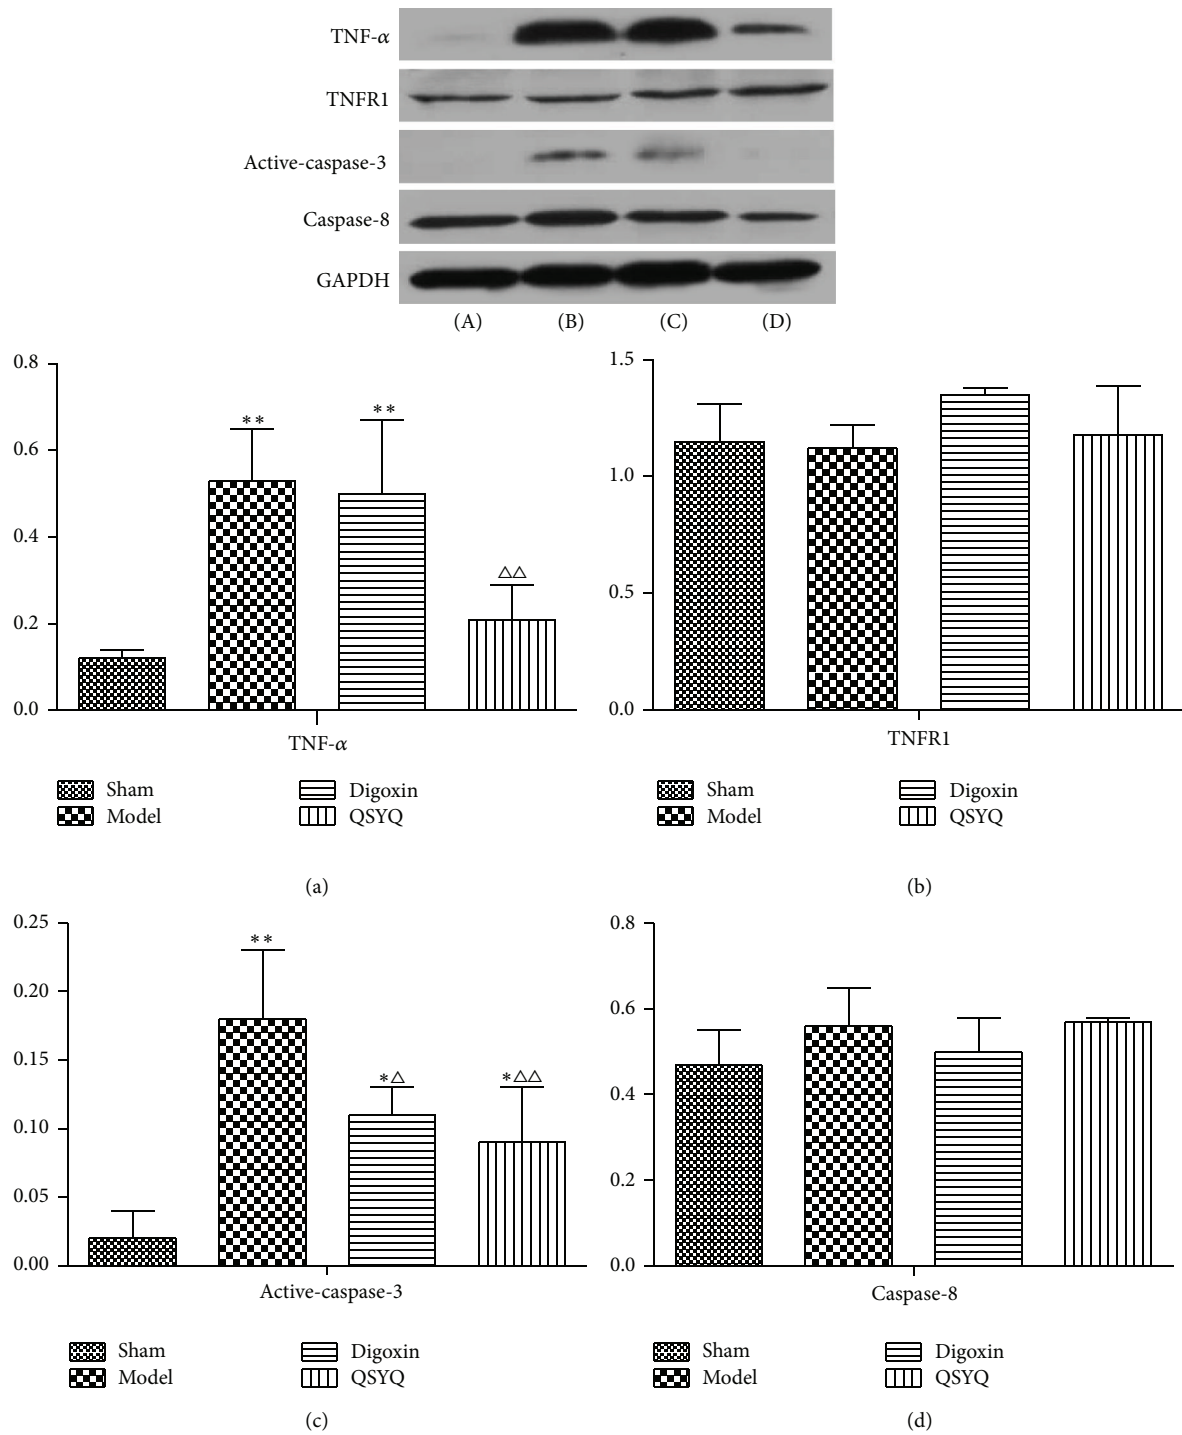 TNF-α
TNFR1
Active-caspase-3
Caspase-8
GAPDH
(A) (B) (C) (D)
0.8
0.6
0.4
0.2
0.0
** ** △△
TNF-α
Sham Digoxin
Model QSYQ
(a)
1.5
1.0
0.5
0.0
TNFR1
Sham Digoxin
Model QSYQ
(b)
0.25
0.20
0.15
0.10
0.05
0.00
**
*△ *△△
Active-caspase-3
Sham Digoxin
Model QSYQ
(c)
0.8
0.6
0.4
0.2
0.0
Caspase-8
Sham Digoxin
Model QSYQ
(d)